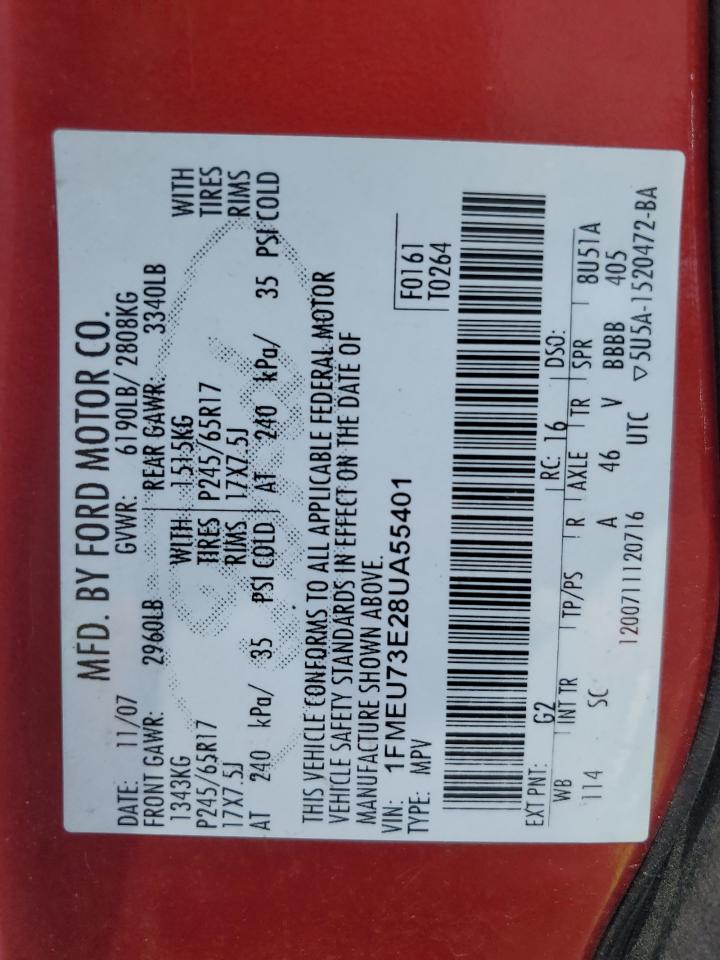 MFD. BY FORD MOTOR CO.
DATE: 11/07 GVWR: 6190LB/ 2808KG
FRONT GAWR: 2960LB REAR GAWR: 3340LB
1343KG WITH 1515KG WITH
P245/65R17 TIRES P245/65R17 TIRES
17X7.5J RIMS 17X7.5J RIMS
AT 240 kPa/ 35 PSI COLD AT 240 kPa/ 35 PSI COLD
THIS VEHICLE CONFORMS TO ALL APPLICABLE FEDERAL MOTOR
VEHICLE SAFETY STANDARDS IN EFFECT ON THE DATE OF
MANUFACTURE SHOWN ABOVE.
VIN: 1FMEU73E28UA55401 F0161
TYPE: MPV T0264
EXT PNT: G2 RC: 16 DSO:
WB INT TR TP/PS R AXLE TR SPR 8U51A
114 SC A 46 V BBBB 405
UTC ▽5U5A-1520472-BA
12007111120716